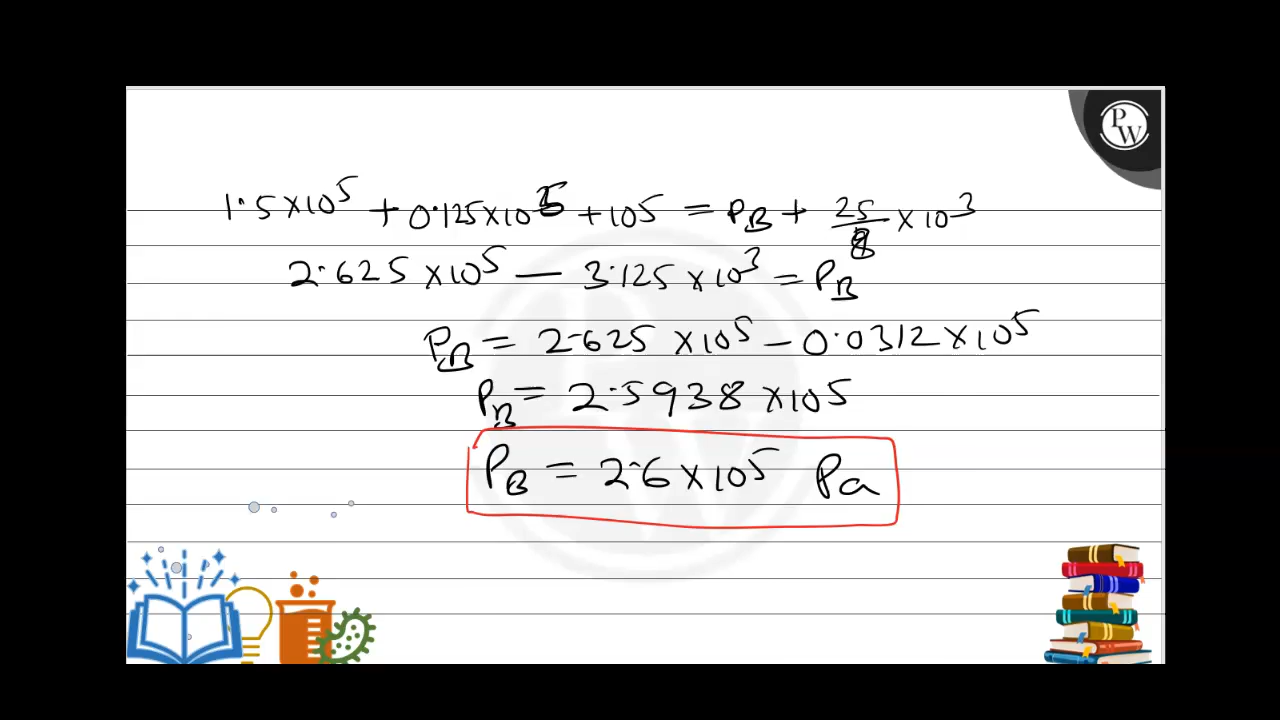 PW
1.5×10⁵ + 0.125×10⁵ + 10⁵ = P_B + 25/8 × 10³
2.625 ×10⁵ — 3.125 ×10³ = P_B
P_B = 2.625 ×10⁵ — 0.0312×10⁵
P_B = 2.5938 ×10⁵
P_B = 2.6×10⁵ Pa